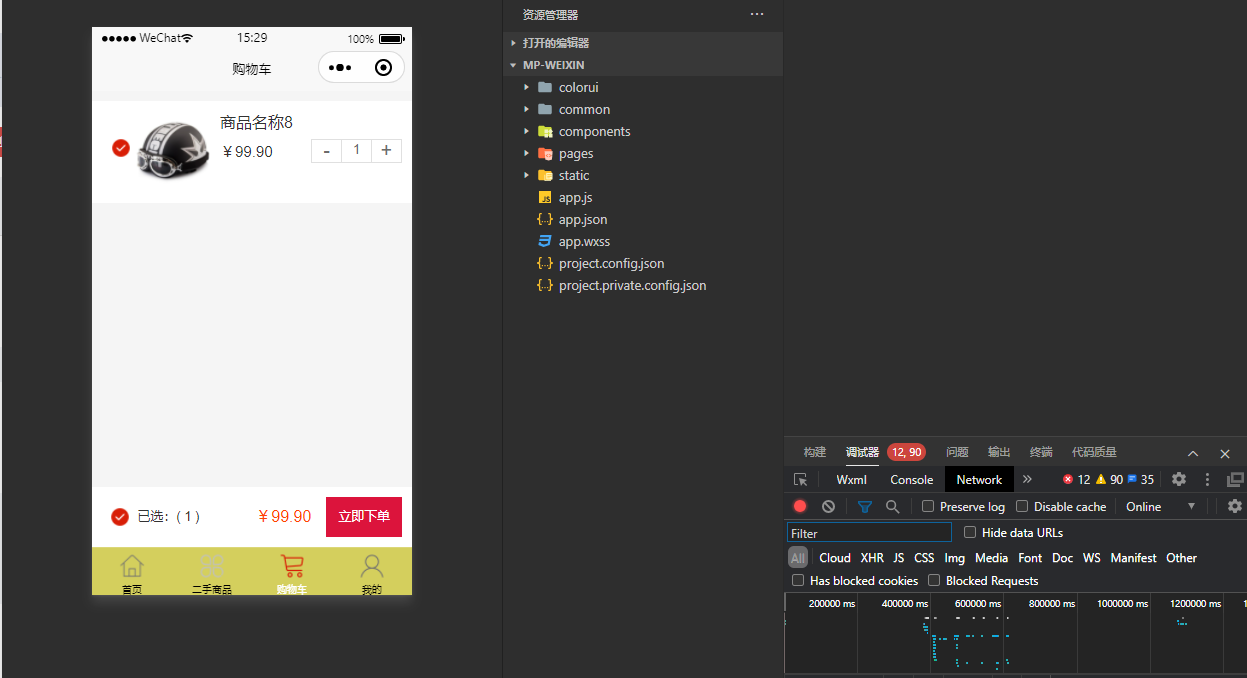 ●●●●● WeChat
15:29
100%
购物车
商品名称8
￥99.90
- 1 +
已选：( 1 )
￥99.90
立即下单
首页
二手商品
购物车
我的
资源管理器
...
打开的编辑器
MP-WEIXIN
colorui
common
components
pages
static
JS app.js
{..} app.json
app.wxss
{..} project.config.json
{..} project.private.config.json
构建 调试器 12, 90 问题 输出 终端 代码质量
Wxml Console Network » 12 90 35
Preserve log Disable cache Online
Filter Hide data URLs
All Cloud XHR JS CSS Img Media Font Doc WS Manifest Other
Has blocked cookies Blocked Requests
200000 ms 400000 ms 600000 ms 800000 ms 1000000 ms 1200000 ms 1